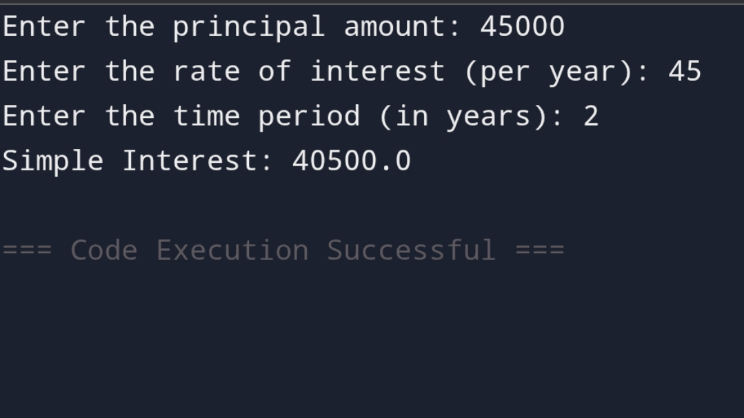 Enter the principal amount: 45000
Enter the rate of interest (per year): 45
Enter the time period (in years): 2
Simple Interest: 40500.0
=== Code Execution Successful ===